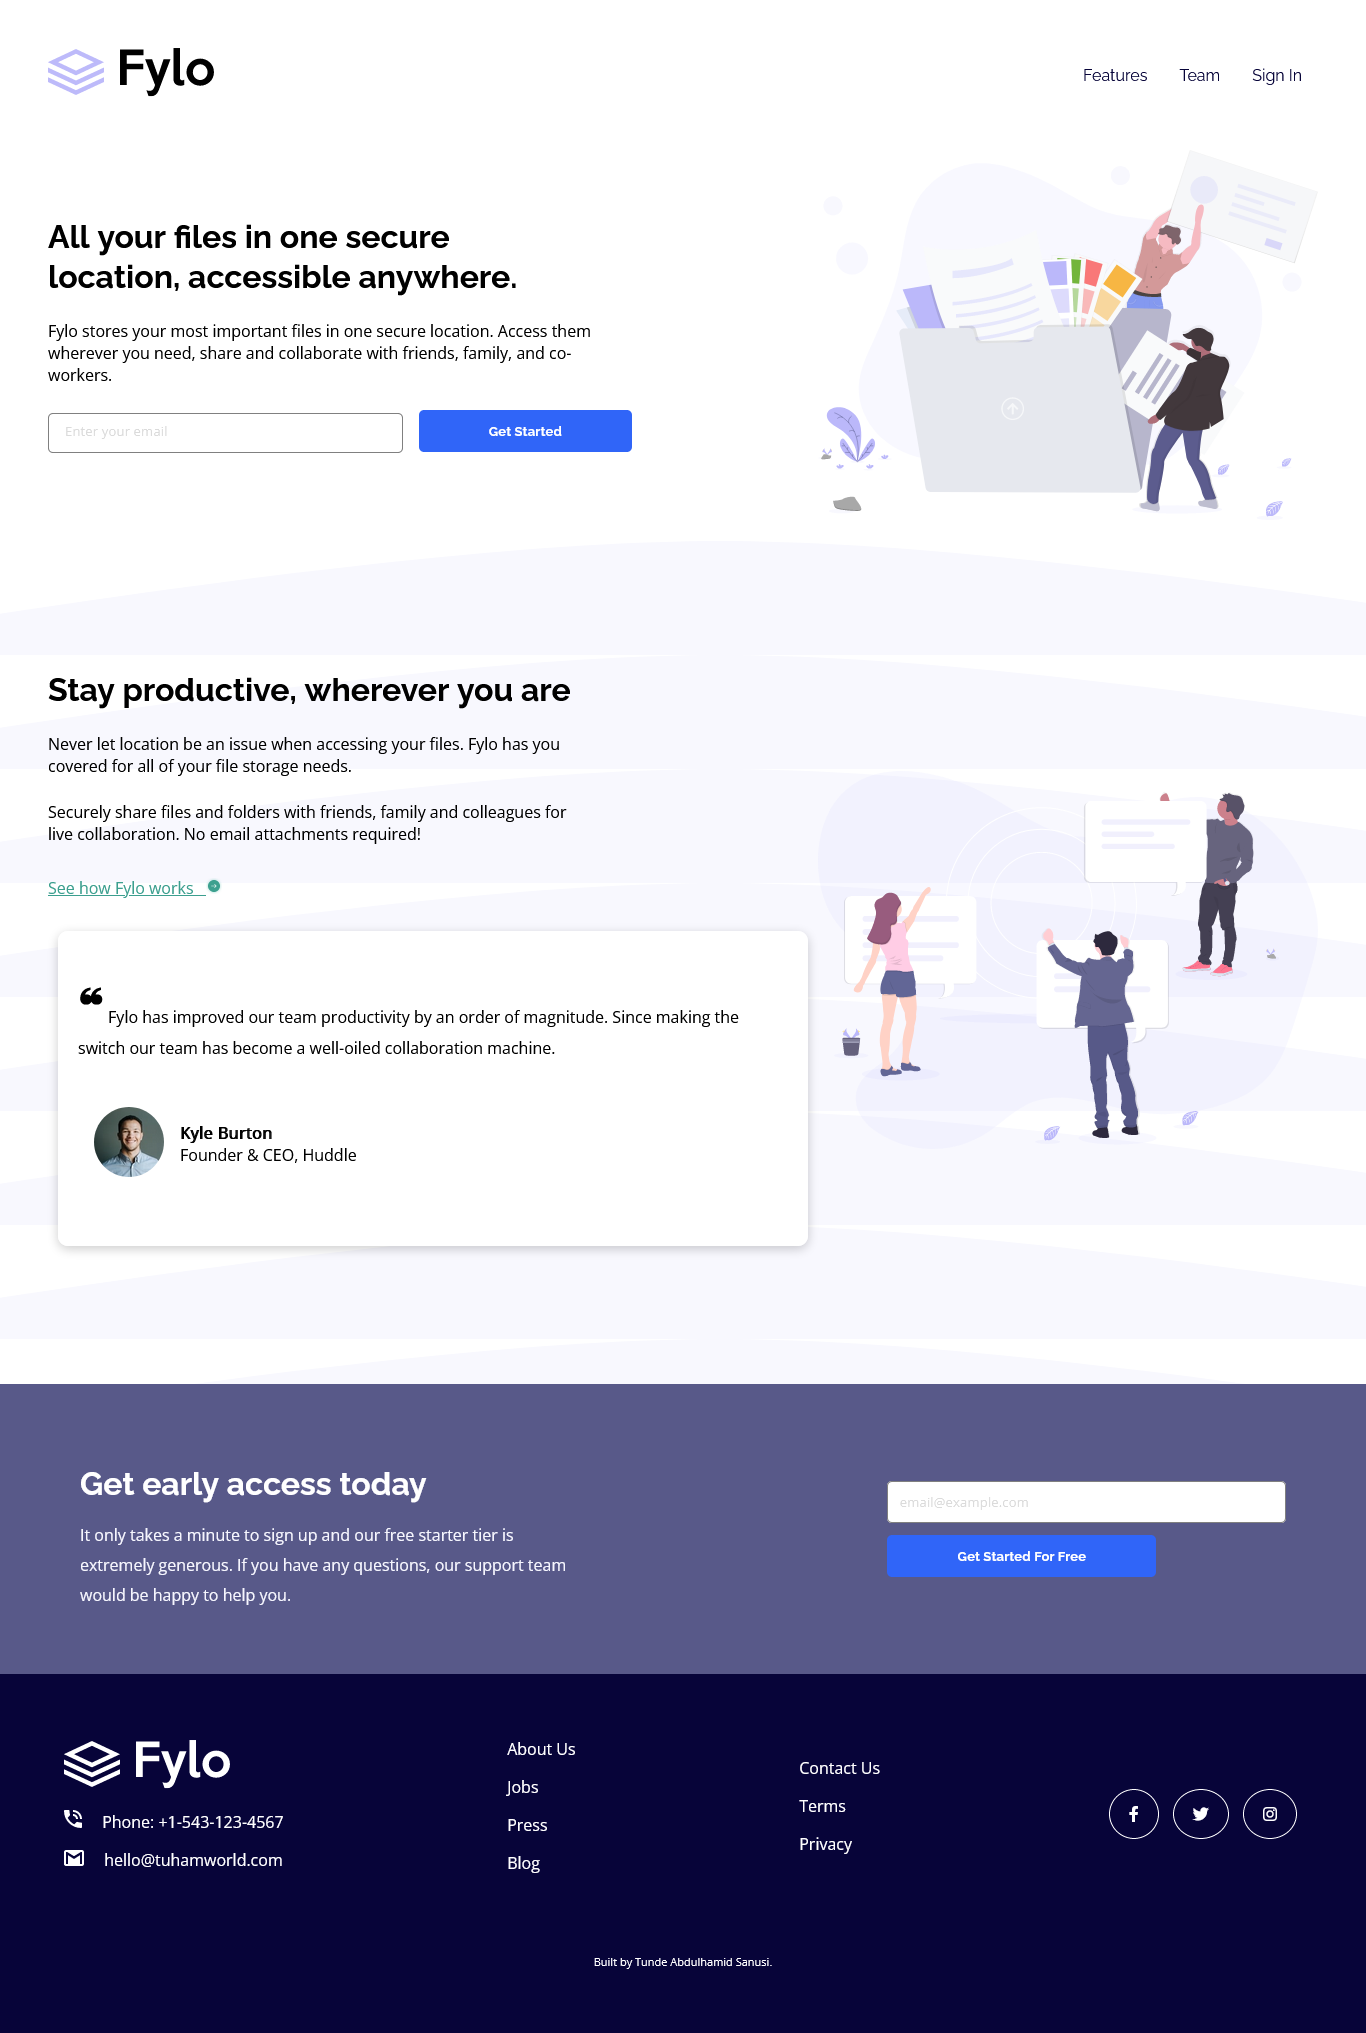 Fylo
Features
Team
Sign In
All your files in one secure
location, accessible anywhere.
Fylo stores your most important files in one secure location. Access them
wherever you need, share and collaborate with friends, family, and co-
workers.
Enter your email
Get Started
Stay productive, wherever you are
Never let location be an issue when accessing your files. Fylo has you
covered for all of your file storage needs.
Securely share files and folders with friends, family and colleagues for
live collaboration. No email attachments required!
See how Fylo works
❝ Fylo has improved our team productivity by an order of magnitude. Since making the
switch our team has become a well-oiled collaboration machine.
Kyle Burton
Founder & CEO, Huddle
Get early access today
It only takes a minute to sign up and our free starter tier is
extremely generous. If you have any questions, our support team
would be happy to help you.
email@example.com
Get Started For Free
Fylo
Phone: +1-543-123-4567
hello@tuhamworld.com
About Us
Jobs
Press
Blog
Contact Us
Terms
Privacy
Built by Tunde Abdulhamid Sanusi.